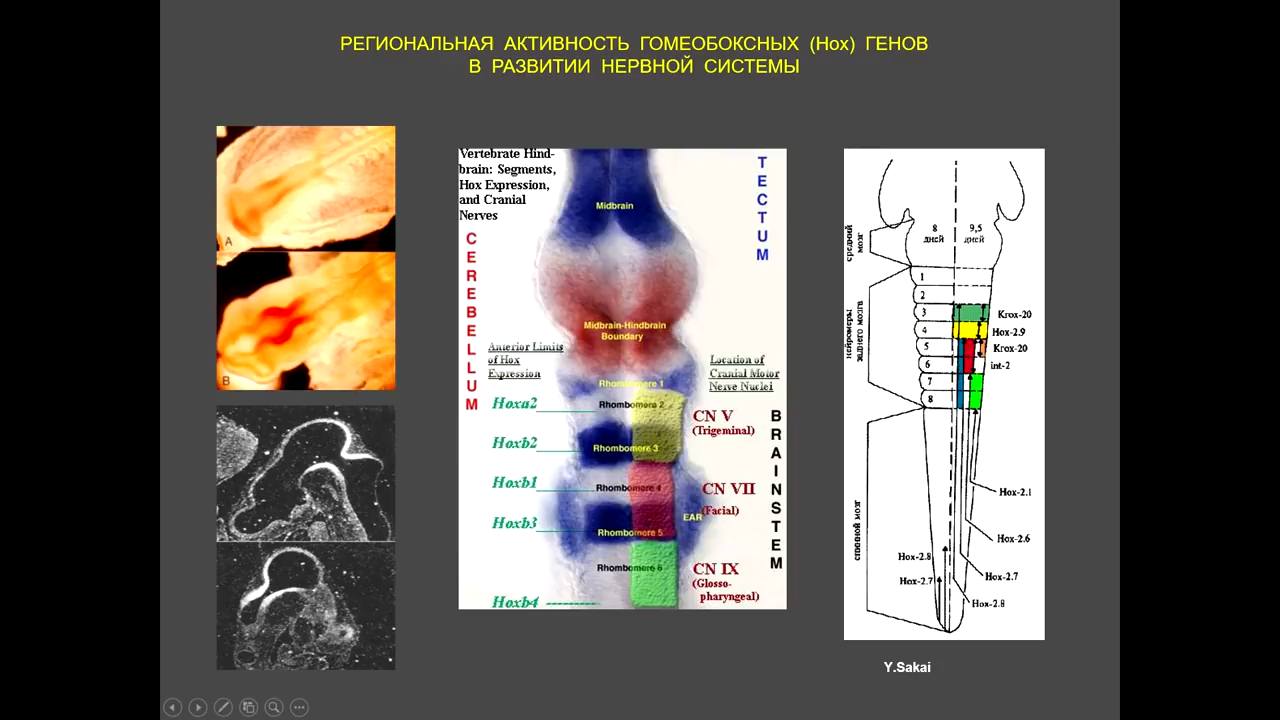 РЕГИОНАЛЬНАЯ АКТИВНОСТЬ ГОМЕОБОКСНЫХ (Hox) ГЕНОВ
В РАЗВИТИИ НЕРВНОЙ СИСТЕМЫ
A
B
Vertebrate Hind-
brain: Segments,
Hox Expression,
and Cranial
Nerves
TECTUM
CEREBELLUM
Midbrain
Midbrain-Hindbrain
Boundary
Anterior Limits
of Hox
Expression
Location of
Cranial Motor
Nerve Nuclei
Rhombomere 1
Hoxa2
Rhombomere 2
CN V
(Trigeminal)
Hoxb2
Rhombomere 3
Hoxb1
Rhombomere 4
CN VII
(Facial)
EAR
Hoxb3
Rhombomere 5
Rhombomere 6
CN IX
(Glosso-
pharyngeal)
Hoxb4
BRAINSTEM
8
дней
9,5
дней
средний
мозг
нейромеры
заднего мозга
спинной мозг
1
2
3
4
5
6
7
8
Krox-20
Hox-2.9
Krox-20
int-2
Hox-2.1
Hox-2.6
Hox-2.8
Hox-2.7
Hox-2.7
Hox-2.8
Y.Sakai